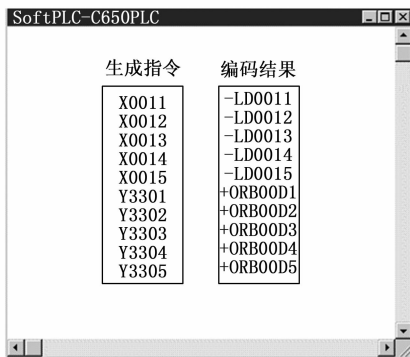 SoftPLC-C650PLC
生成指令
X0011
X0012
X0013
X0014
X0015
Y3301
Y3302
Y3303
Y3304
Y3305
编码结果
-LD0011
-LD0012
-LD0013
-LD0014
-LD0015
+ORB00D1
+ORB00D2
+ORB00D3
+ORB00D4
+ORB00D5